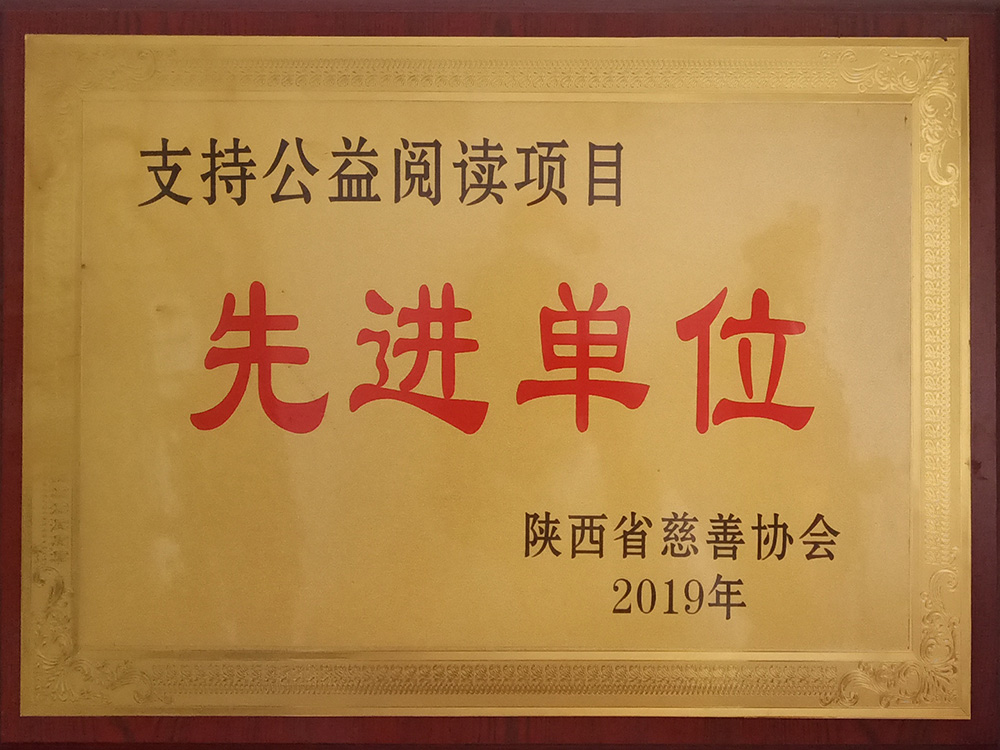 支持公益阅读项目
先进单位
陕西省慈善协会
2019年